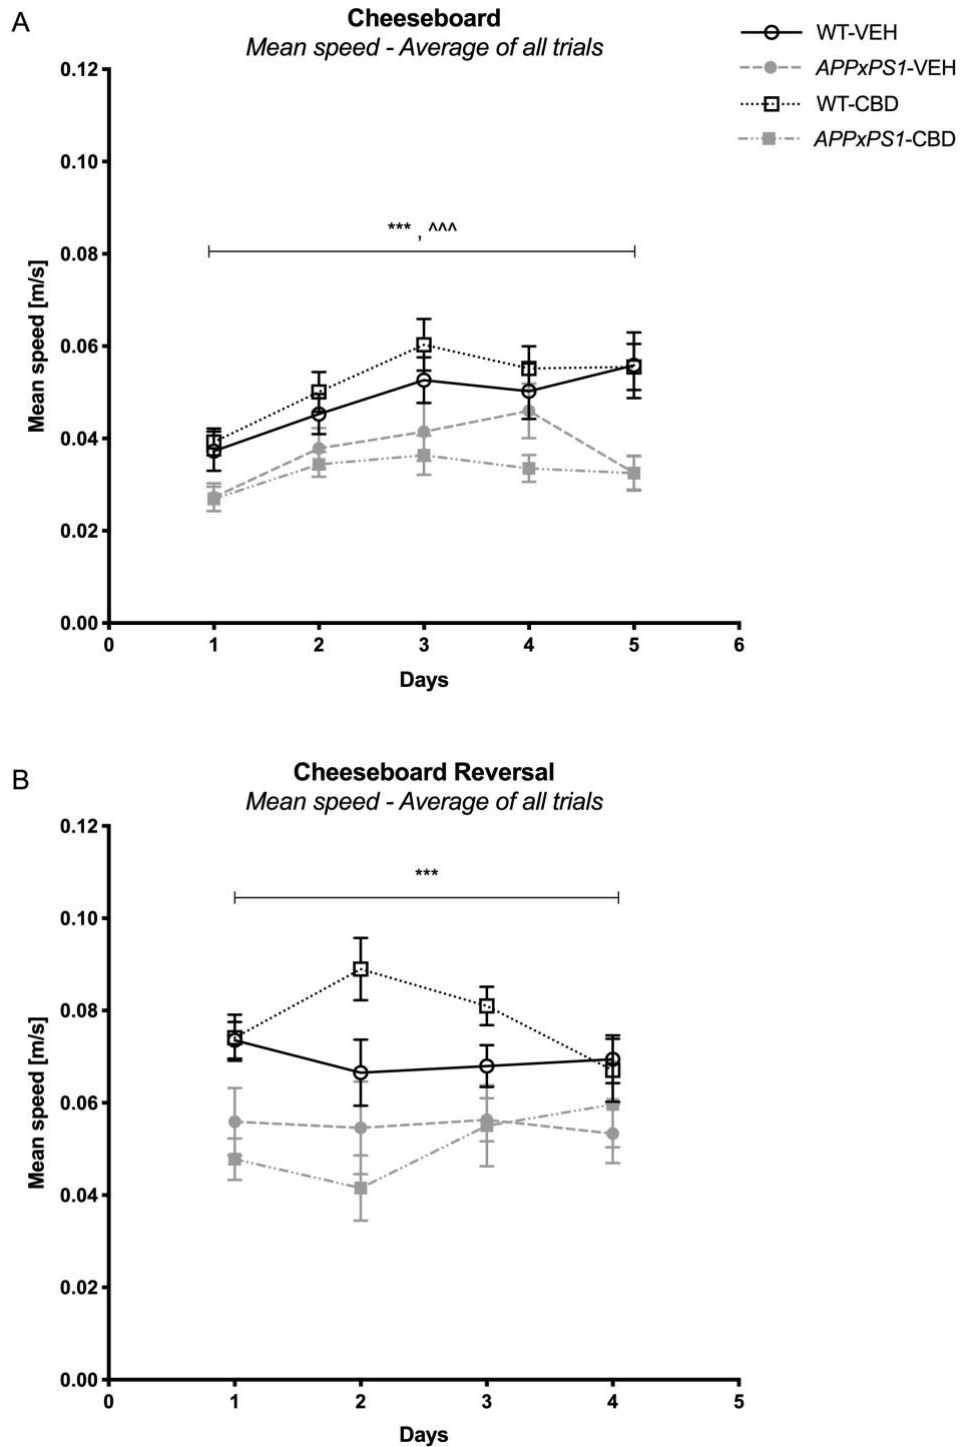 A
Cheeseboard
Mean speed - Average of all trials
WT-VEH
APPxPS1-VEH
WT-CBD
APPxPS1-CBD
0.12
0.10
0.08
0.06
0.04
0.02
0.00
Mean speed [m/s]
*** , ^^^
0 1 2 3 4 5 6
Days
B
Cheeseboard Reversal
Mean speed - Average of all trials
0.12
0.10
0.08
0.06
0.04
0.02
0.00
Mean speed [m/s]
***
0 1 2 3 4 5
Days